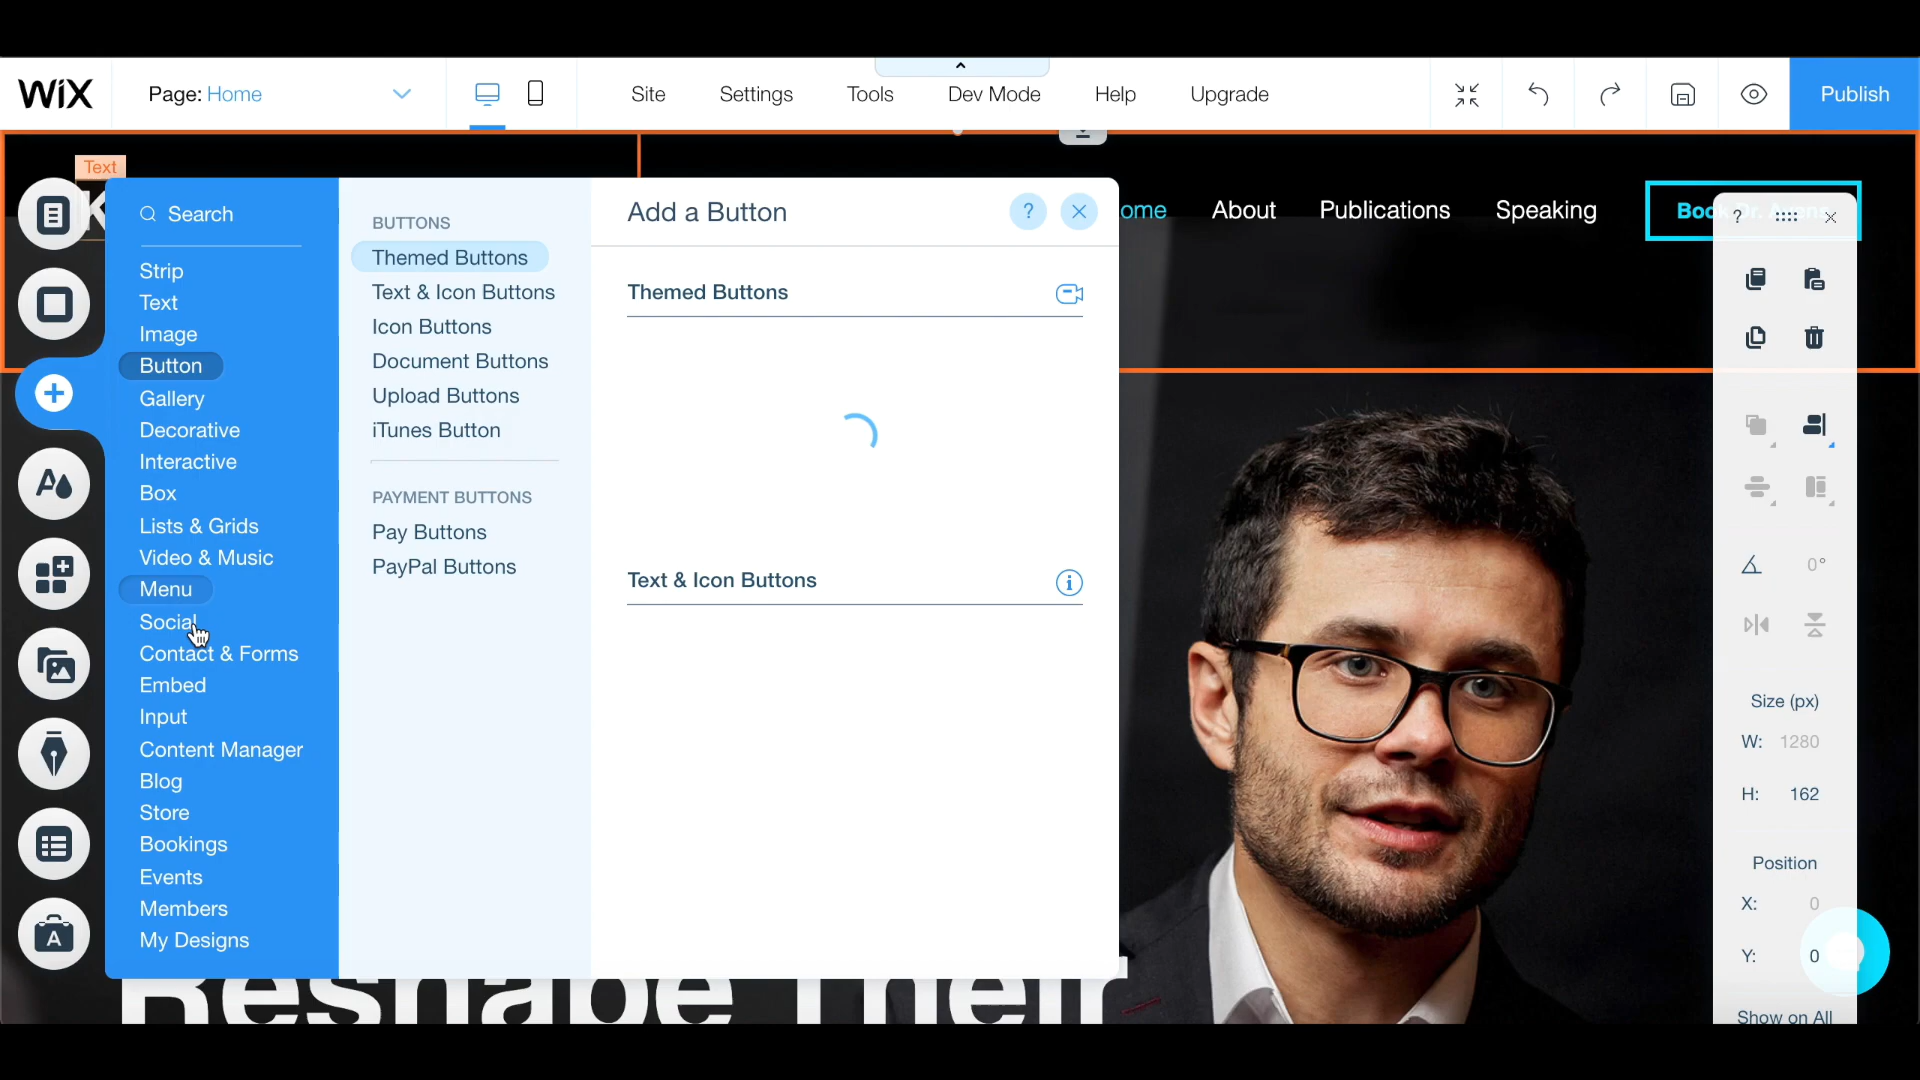 WiX
Page: Home
Site
Settings
Tools
Dev Mode
Help
Upgrade
Publish
Text
K
ome
About
Publications
Speaking
Search
Strip
Text
Image
Button
Gallery
Decorative
Interactive
Box
Lists & Grids
Video & Music
Menu
Social
Contact & Forms
Embed
Input
Content Manager
Blog
Store
Bookings
Events
Members
My Designs
BUTTONS
Themed Buttons
Text & Icon Buttons
Icon Buttons
Document Buttons
Upload Buttons
iTunes Button
PAYMENT BUTTONS
Pay Buttons
PayPal Buttons
Add a Button
?
Themed Buttons
Text & Icon Buttons
Book Dr.
?
0°
Size (px)
W: 1280
H: 162
Position
X: 0
Y: 0
Show on All
Reshape Their